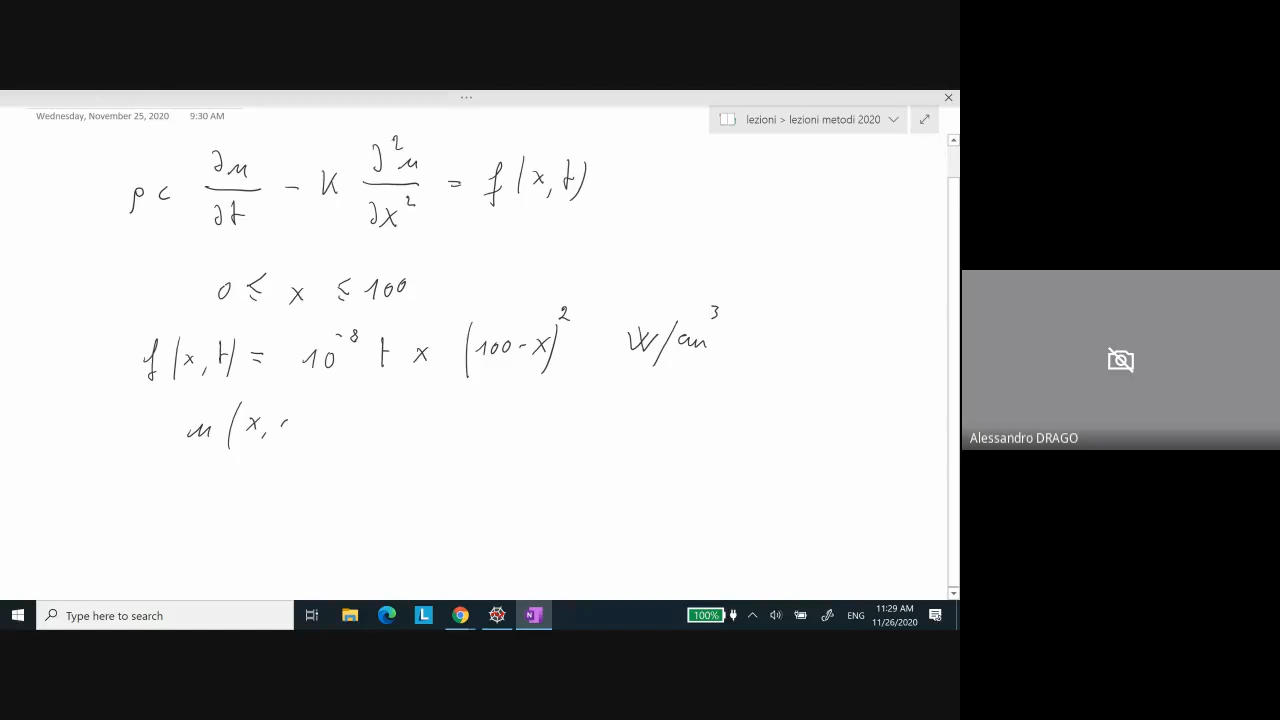 Wednesday, November 25, 2020 9:30 AM
lezioni > lezioni metodi 2020
ρc ∂u/∂t - K ∂²u/∂x² = f(x,t)
0 ≤ x ≤ 100
f(x,t) = 10⁻⁸ t x (100-x)² W/cm³
u(x,
Alessandro DRAGO
Type here to search
L
N
100%
ENG
11:29 AM
11/26/2020